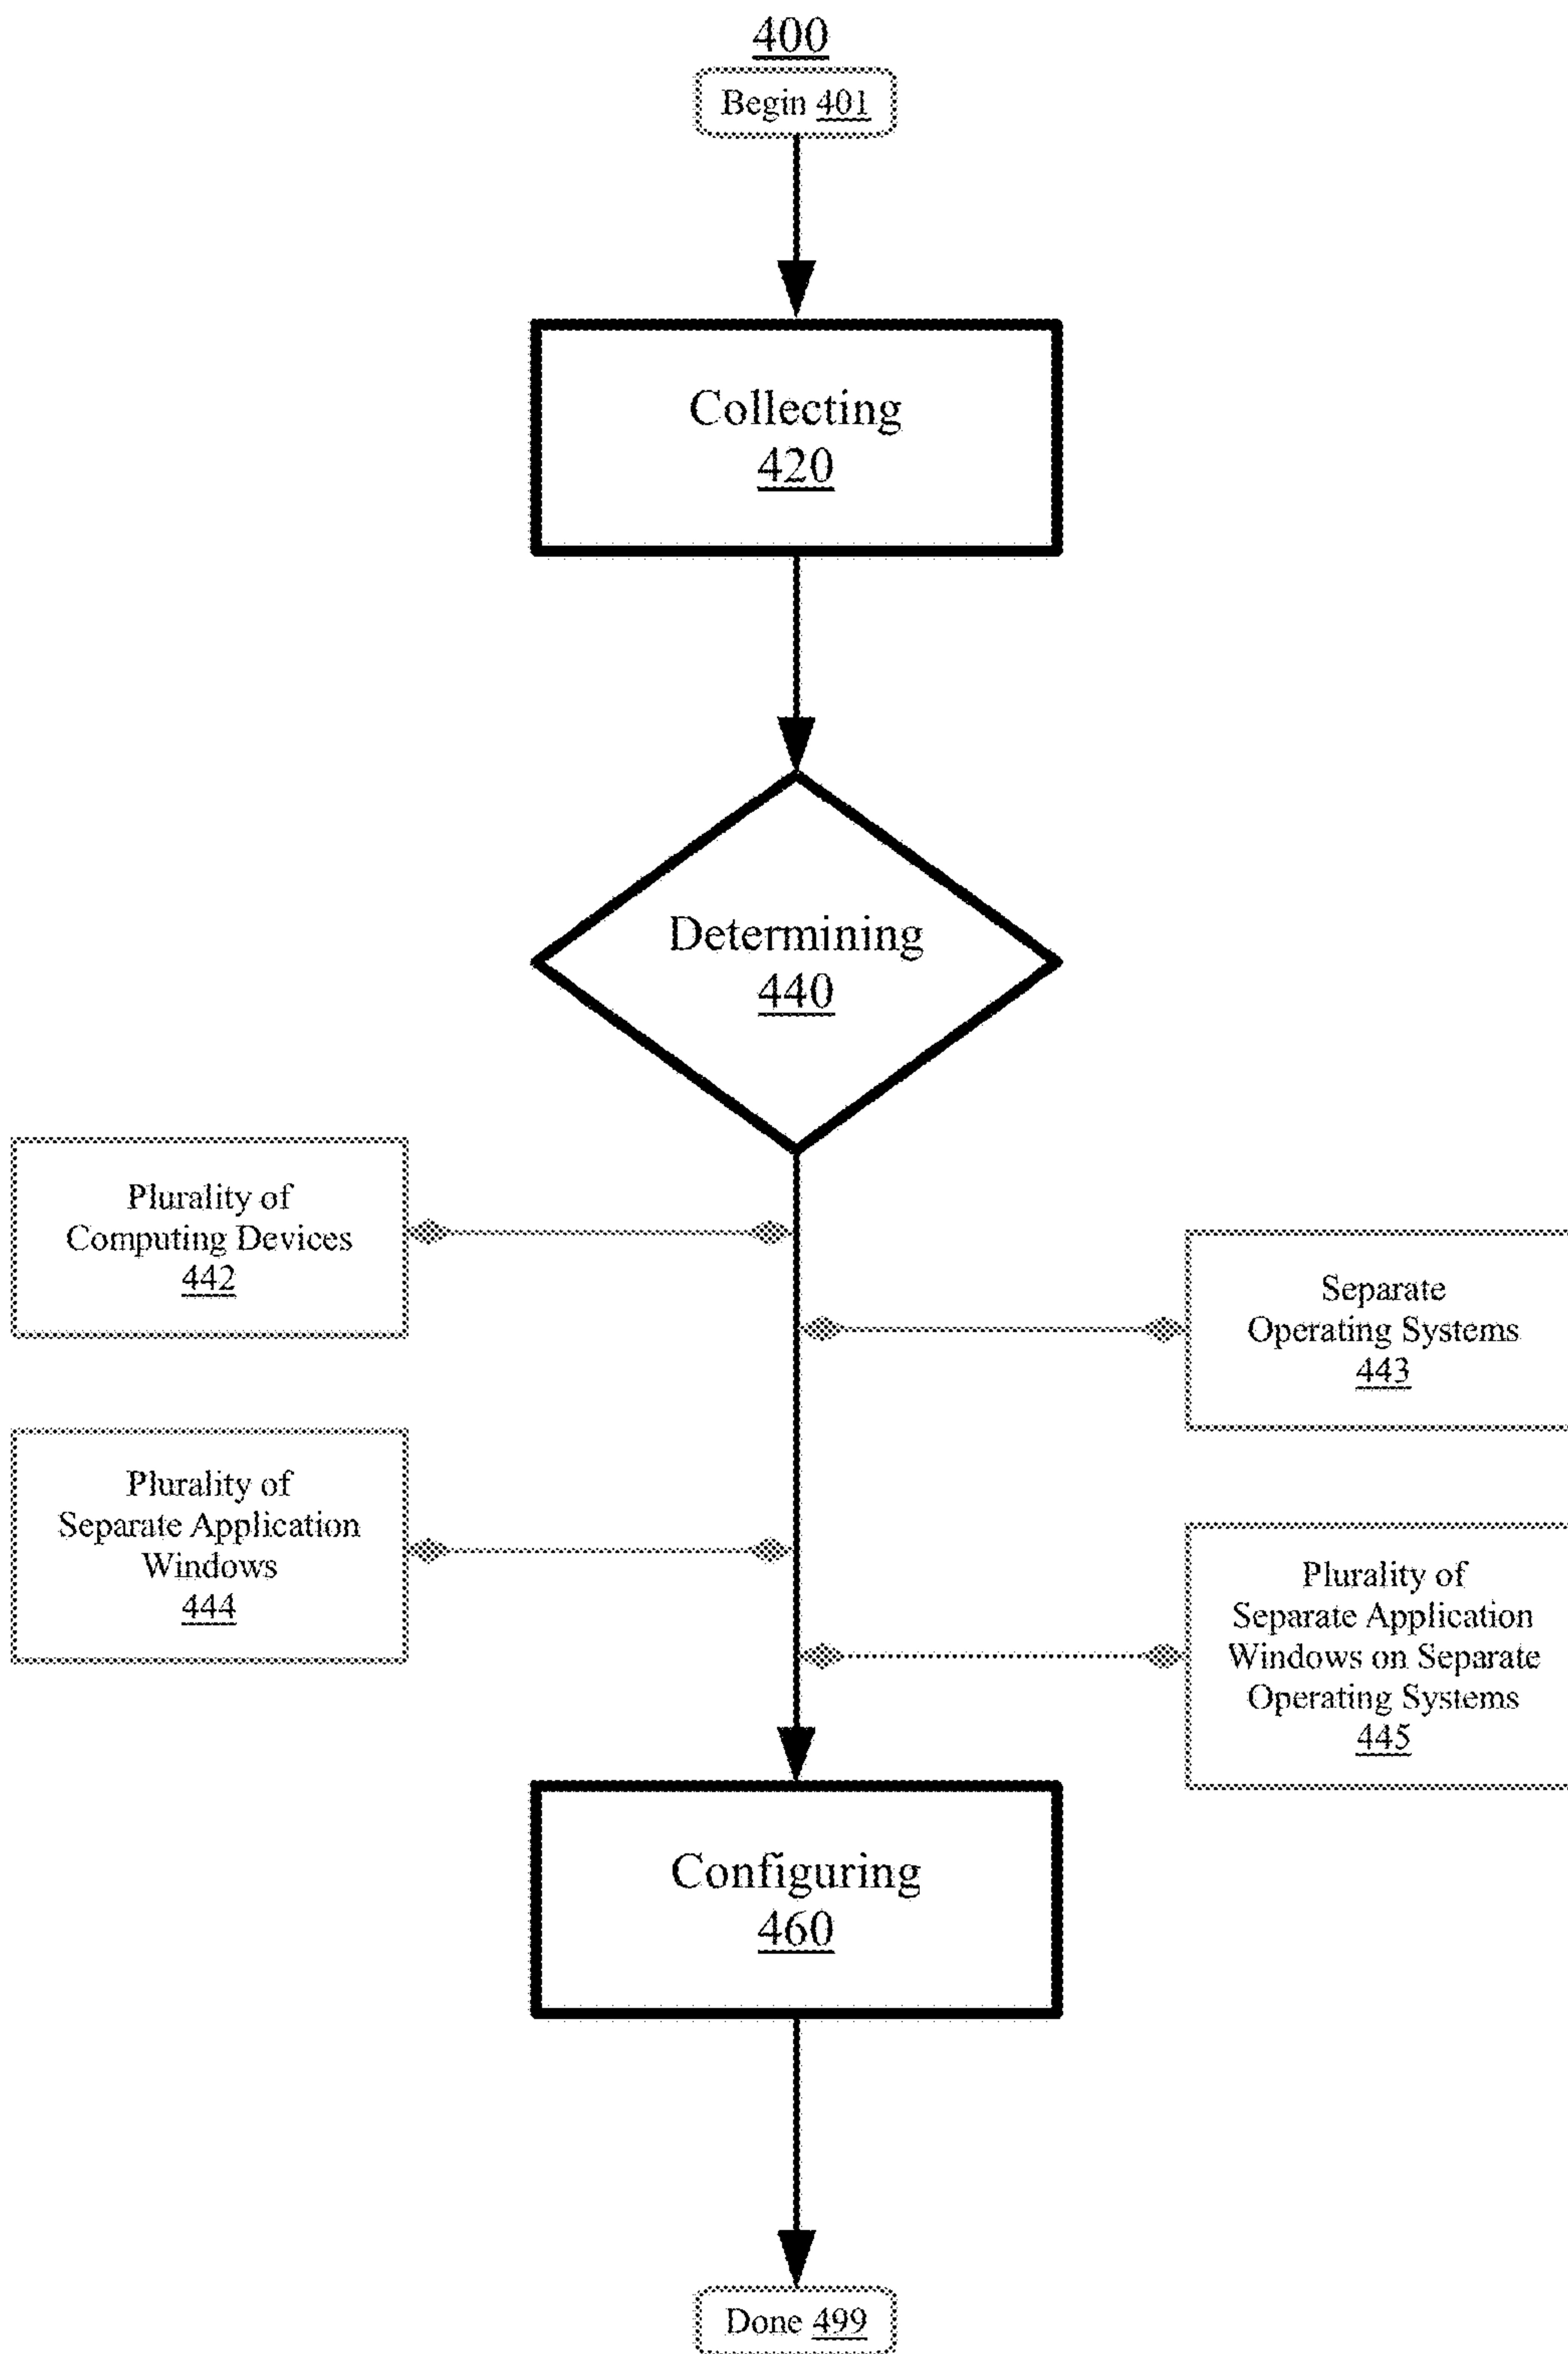 400
Begin 401
Collecting
420
Determining
440
Plurality of
Computing Devices
442
Separate
Operating Systems
443
Plurality of
Separate Application
Windows
444
Plurality of
Separate Application
Windows on Separate
Operating Systems
445
Configuring
460
Done 499